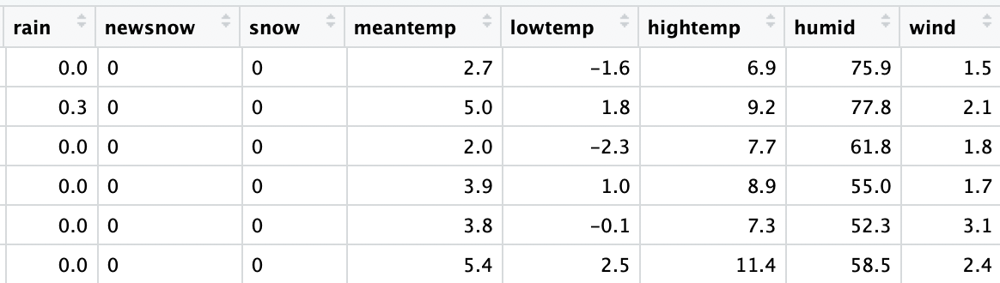 rain newsnow snow meantemp lowtemp hightemp humid wind
0.0 0 0 2.7 −1.6 6.9 75.9 1.5
0.3 0 0 5.0 1.8 9.2 77.8 2.1
0.0 0 0 2.0 −2.3 7.7 61.8 1.8
0.0 0 0 3.9 1.0 8.9 55.0 1.7
0.0 0 0 3.8 −0.1 7.3 52.3 3.1
0.0 0 0 5.4 2.5 11.4 58.5 2.4